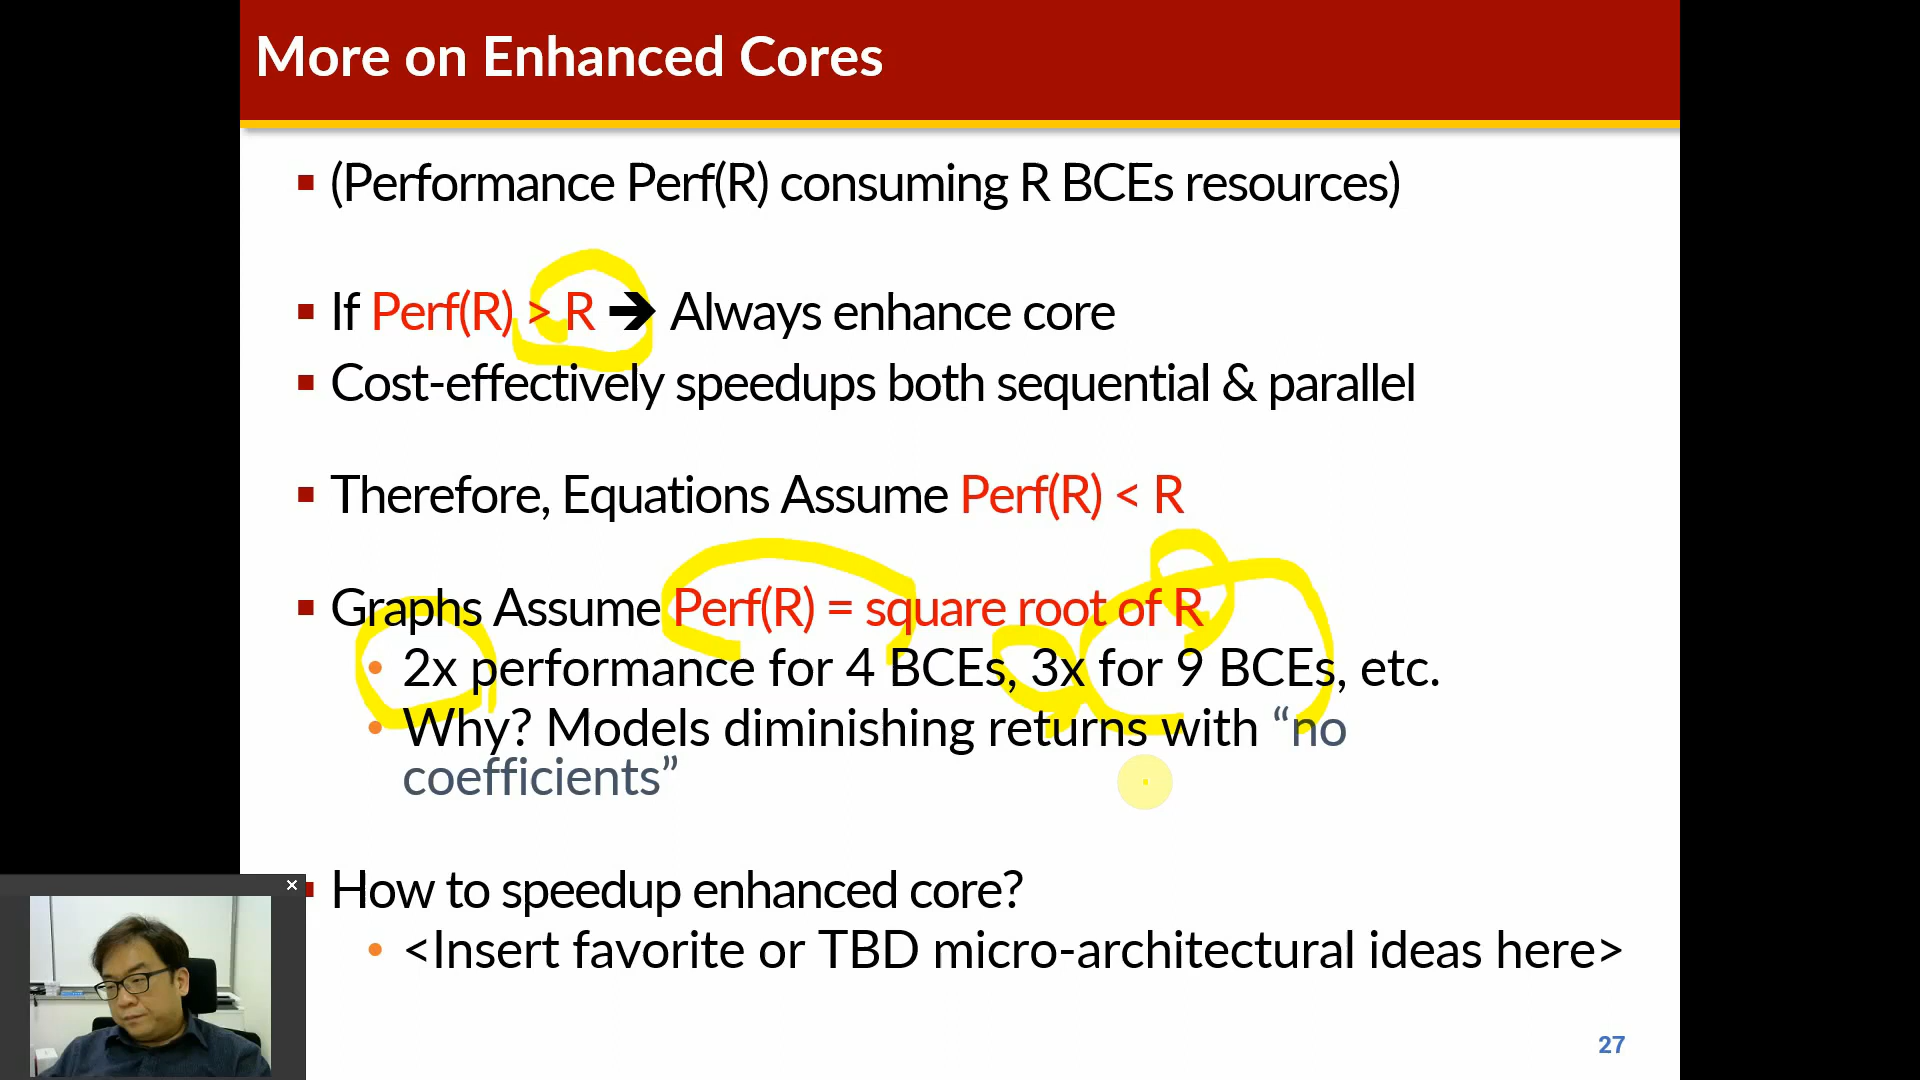 More on Enhanced Cores
(Performance Perf(R) consuming R BCEs resources)
If Perf(R) > R ➔ Always enhance core
Cost-effectively speedups both sequential & parallel
Therefore, Equations Assume Perf(R) < R
Graphs Assume Perf(R) = square root of R
2x performance for 4 BCEs, 3x for 9 BCEs, etc.
Why? Models diminishing returns with “no
coefficients”
How to speedup enhanced core?
<Insert favorite or TBD micro-architectural ideas here>
27